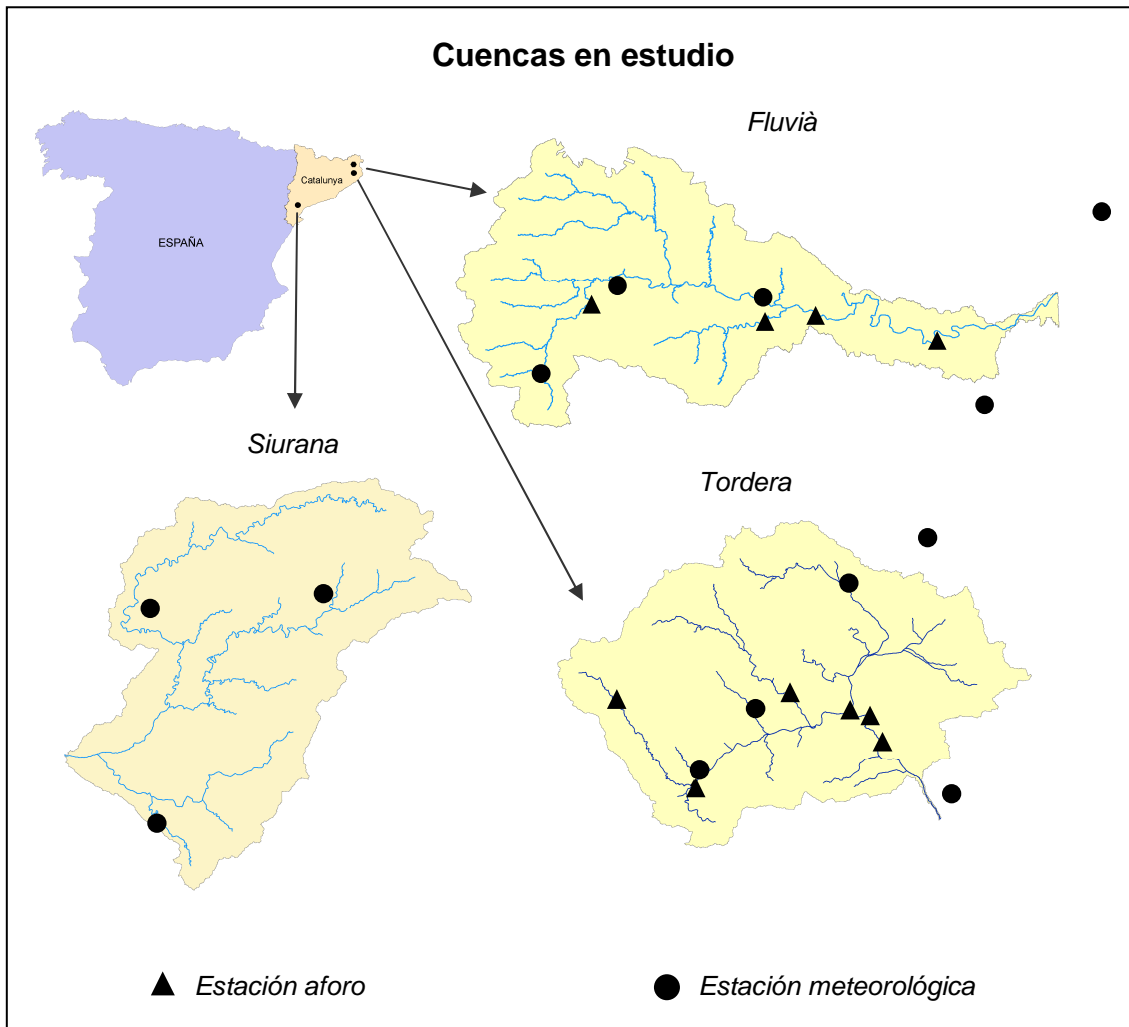 Cuencas en estudio
Fluvià
Catalunya
ESPAÑA
Siurana
Tordera
Estación aforo
Estación meteorológica